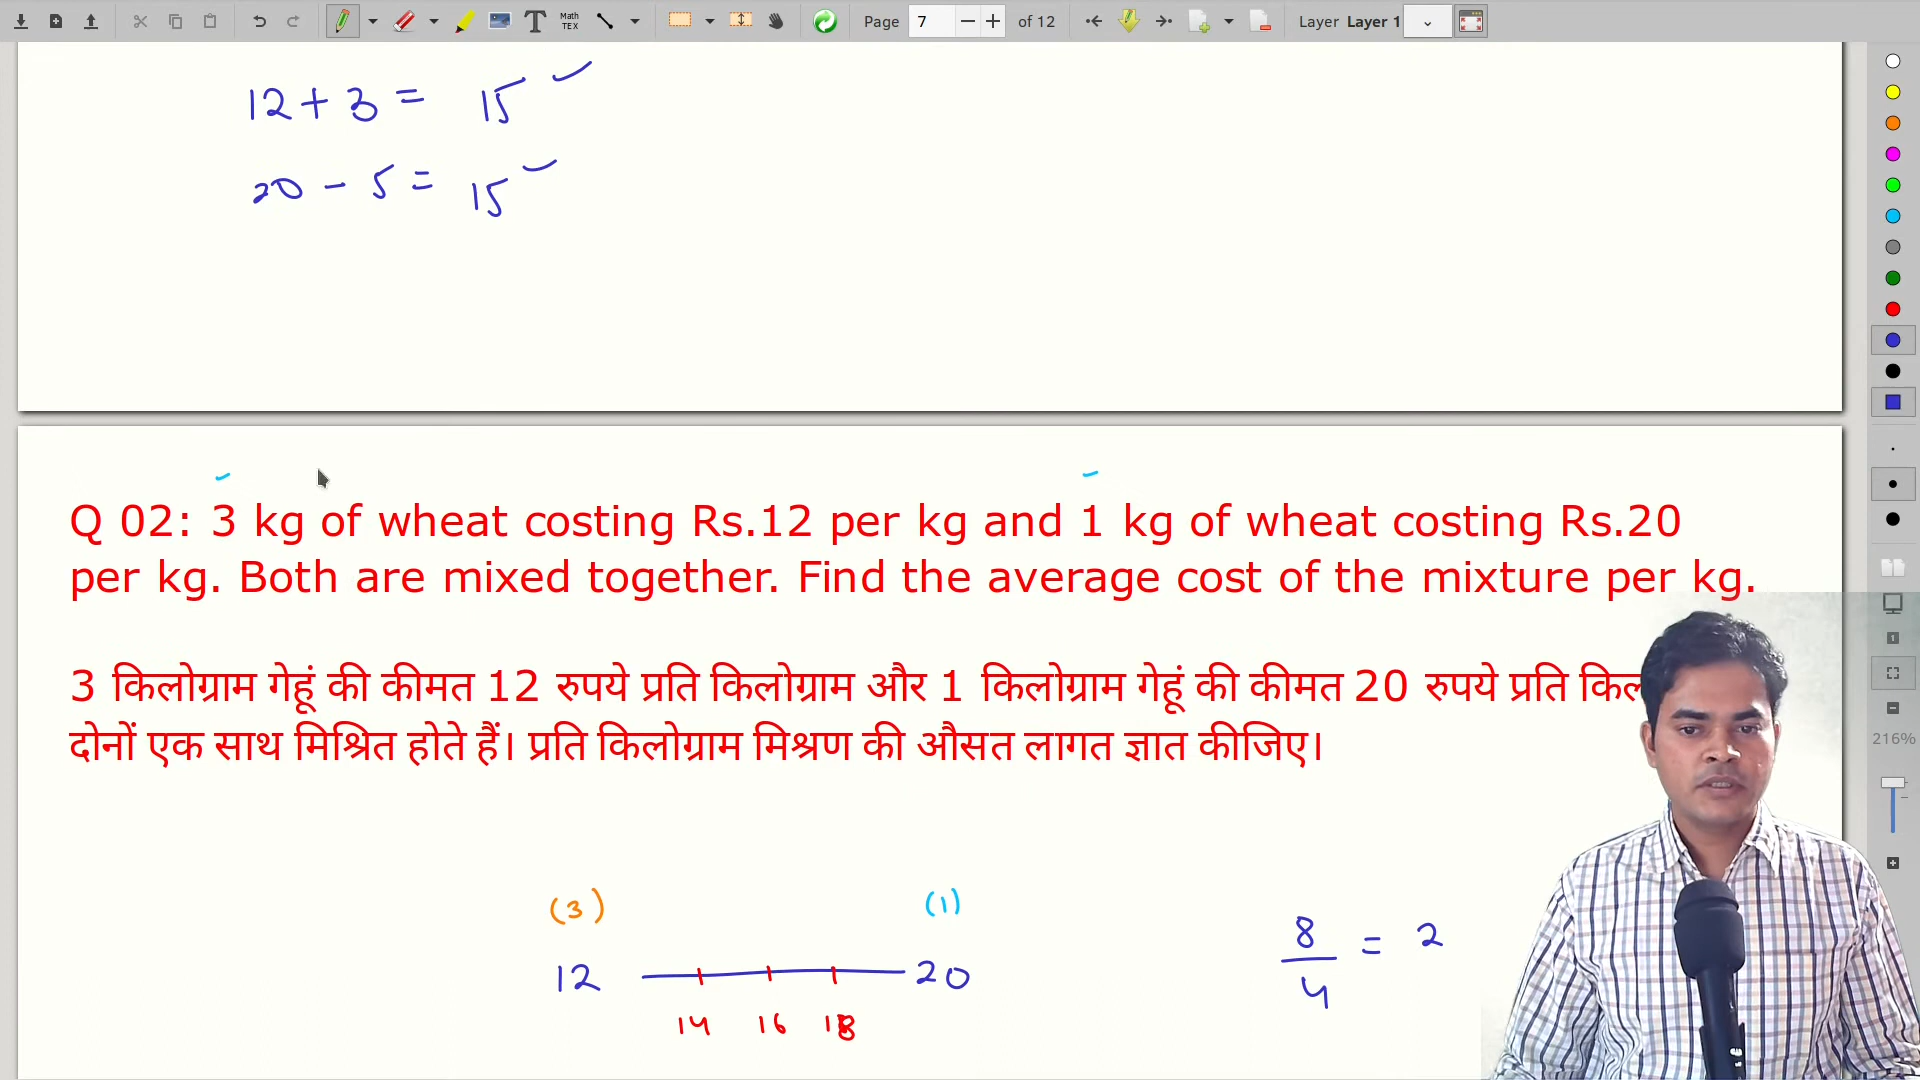 Page 7 of 12 Layer Layer 1
Math
TEX
T
12 + 3 = 15
20 - 5 = 15
Q 02: 3 kg of wheat costing Rs.12 per kg and 1 kg of wheat costing Rs.20
per kg. Both are mixed together. Find the average cost of the mixture per kg.
3 किलोग्राम गेहूं की कीमत 12 रुपये प्रति किलोग्राम और 1 किलोग्राम गेहूं की कीमत 20 रुपये प्रति
दोनों एक साथ मिश्रित होते हैं। प्रति किलोग्राम मिश्रण की औसत लागत ज्ञात कीजिए।
216%
(3) (1)
12 20
14 16 18
8
4
= 2